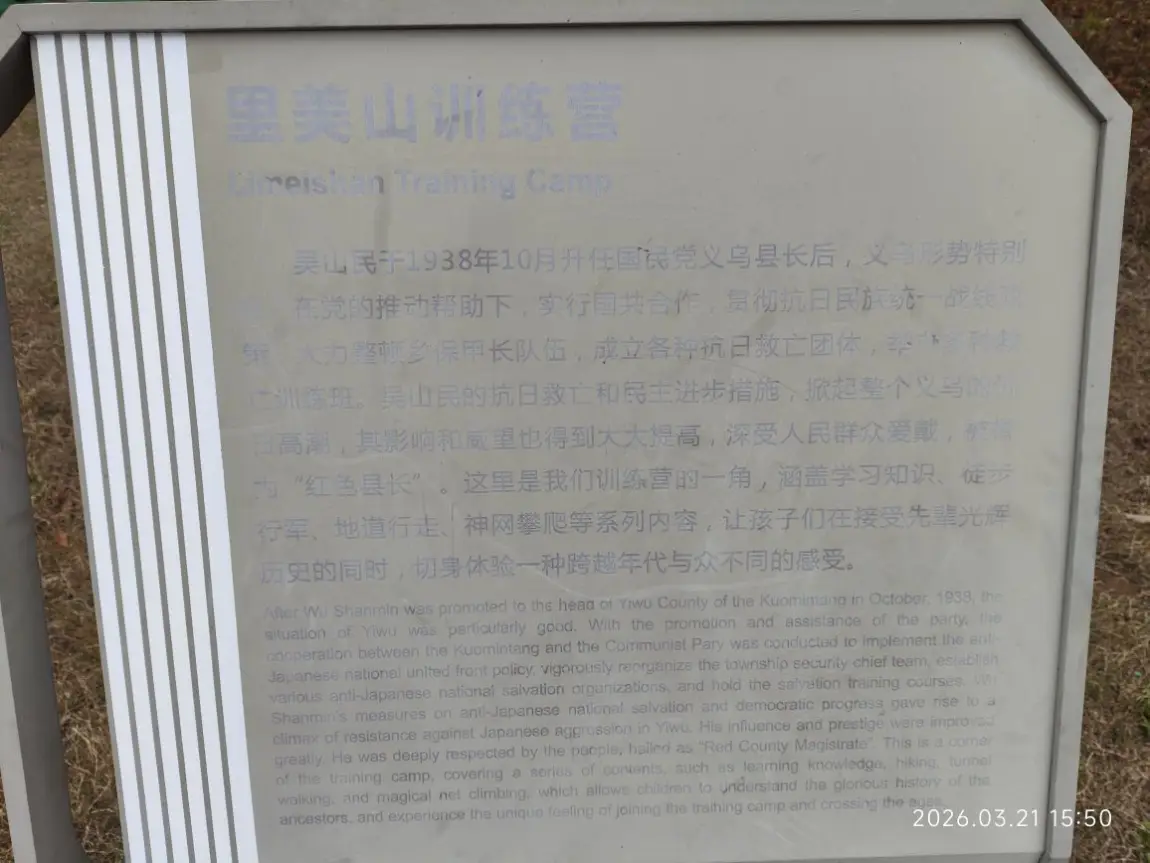 里美山训练营
Limeishan Training Camp
吴山民于1938年10月升任国民党义乌县长后，义乌形势特别
在党的推动帮助下，实行国共合作，贯彻抗日民族统一战线
大力整顿乡保甲长队伍，成立各种抗日救亡团体，
亡训练班。吴山民的抗日救亡和民主进步措施，掀起整个义乌的抗
日高潮，其影响和威望也得到大大提高，深受人民群众爱戴，
为“红色县长”。这里是我们训练营的一角，涵盖学习知识、徒步
行军、地道行走、神网攀爬等系列内容，让孩子们在接受先辈光辉
历史的同时，切身体验一种跨越年代与众不同的感受。
After Wu Shanmin was promoted to the head of Yiwu County of the Kuomintang in October, 1938, the
situation of Yiwu was particularly good. With the promotion and assistance of the party, the
cooperation between the Kuomintang and the Communist Pary was conducted to implement the anti-
Japanese national united front policy, vigorously reorganize the township security chief team, establish
various anti-Japanese national salvation organizations, and hold the salvation training courses. Wu
Shanmin's measures on anti-Japanese national salvation and democratic progress gave rise to a
climax of resistance against Japanese aggression in Yiwu. His influence and prestige were improved
greatly. He was deeply respected by the people, hailed as "Red County Magistrate". This is a corner
of the training camp, covering a series of contents, such as learning knowledge, hiking, tunnel
walking, and magical net climbing, which allows children to understand the glorious history of the
ancestors, and experience the unique feeling of joining the training camp and crossing the ages.
2026.03.21 15:50